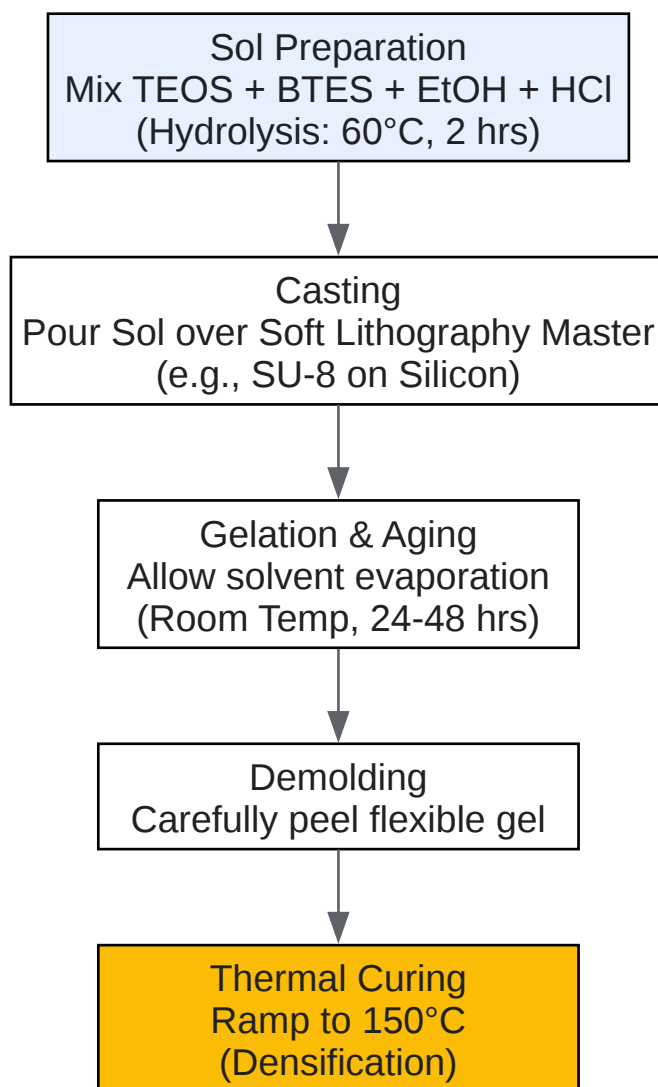 Sol Preparation
Mix TEOS + BTES + EtOH + HCl
(Hydrolysis: 60°C, 2 hrs)
Casting
Pour Sol over Soft Lithography Master
(e.g., SU-8 on Silicon)
Gelation & Aging
Allow solvent evaporation
(Room Temp, 24-48 hrs)
Demolding
Carefully peel flexible gel
Thermal Curing
Ramp to 150°C
(Densification)